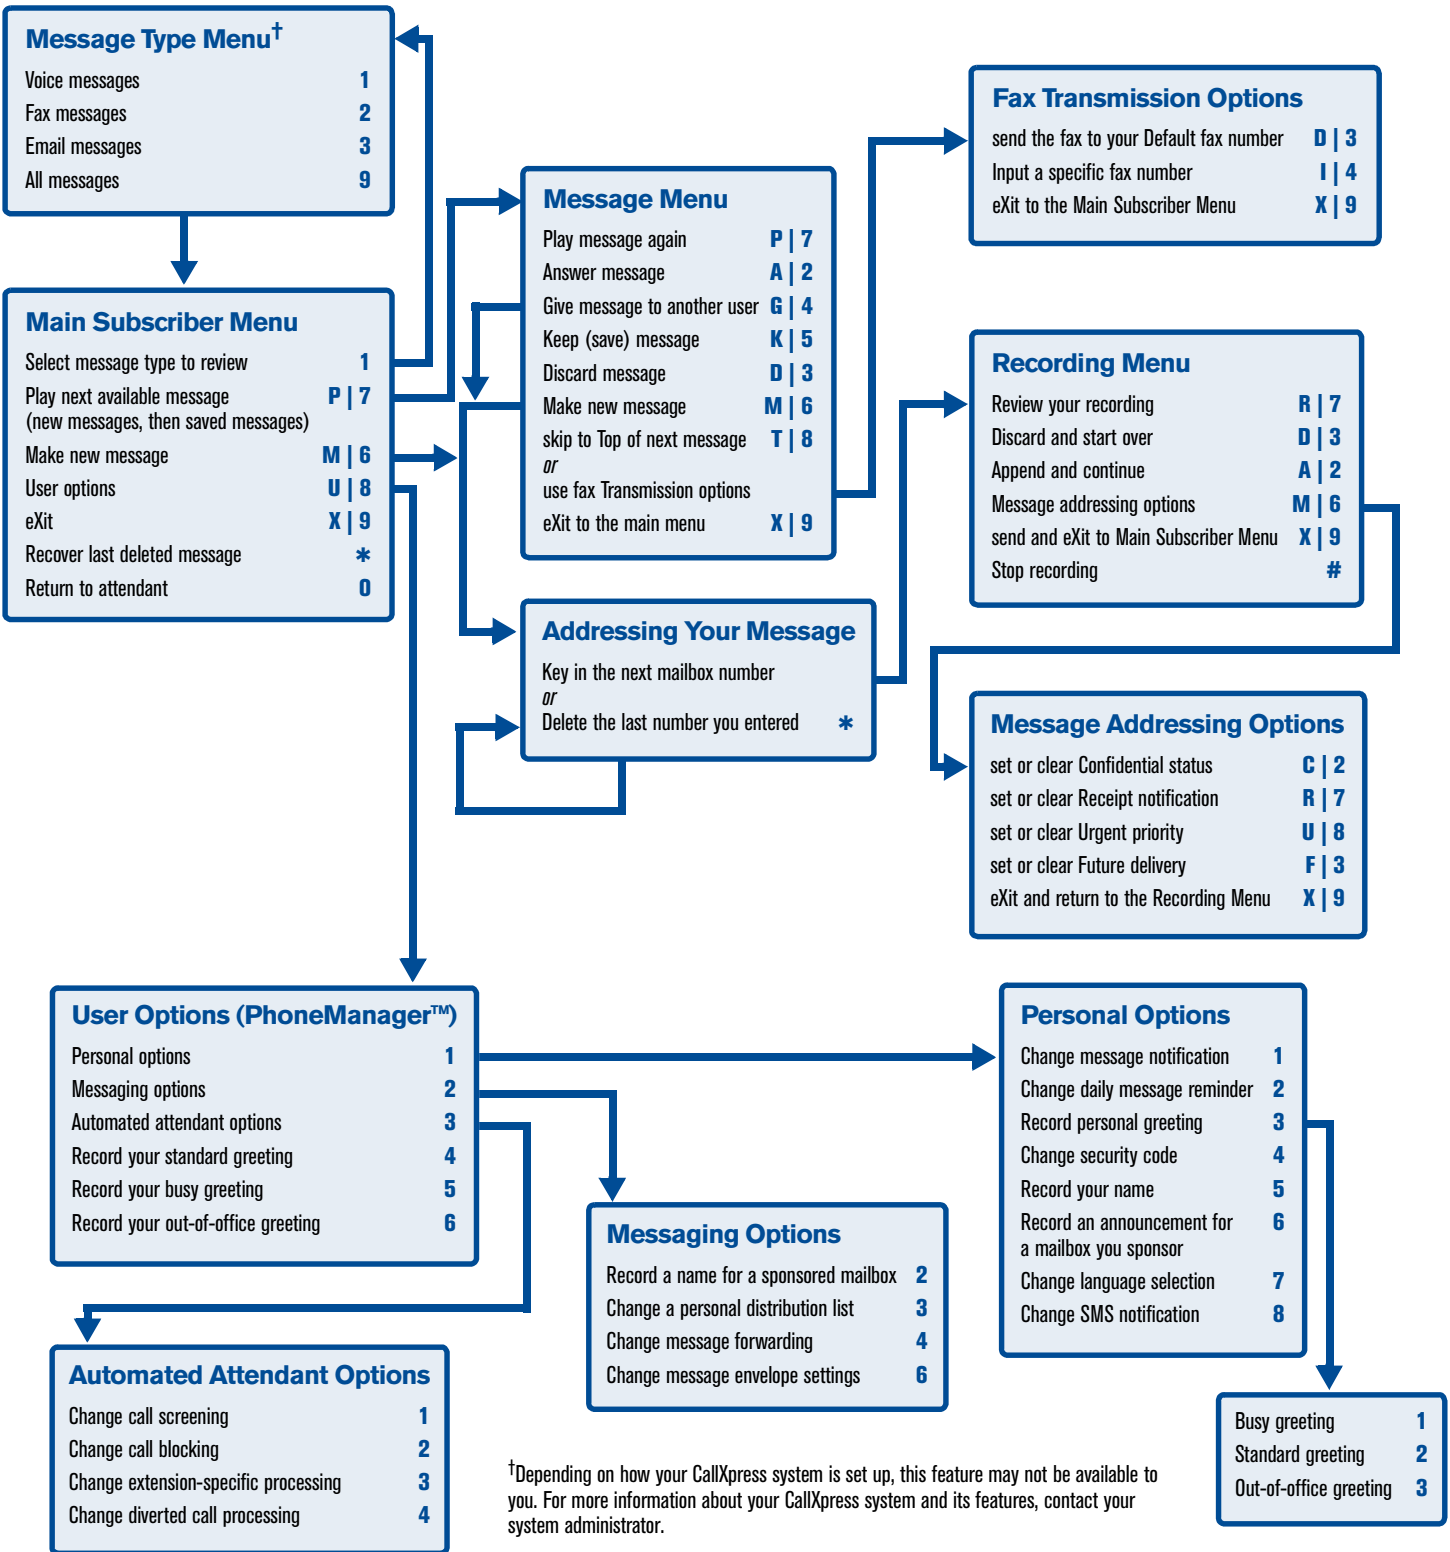 Message Type Menu†
Voice messages 1
Fax messages 2
Email messages 3
All messages 9
Main Subscriber Menu
Select message type to review 1
Play next available message P | 7
(new messages, then saved messages)
Make new message M | 6
User options U | 8
eXit X | 9
Recover last deleted message ✱
Return to attendant 0
Message Menu
Play message again P | 7
Answer message A | 2
Give message to another user G | 4
Keep (save) message K | 5
Discard message D | 3
Make new message M | 6
skip to Top of next message T | 8
or
use fax Transmission options
eXit to the main menu X | 9
Addressing Your Message
Key in the next mailbox number
or
Delete the last number you entered ✱
Fax Transmission Options
send the fax to your Default fax number D | 3
Input a specific fax number I | 4
eXit to the Main Subscriber Menu X | 9
Recording Menu
Review your recording R | 7
Discard and start over D | 3
Append and continue A | 2
Message addressing options M | 6
send and eXit to Main Subscriber Menu X | 9
Stop recording #
Message Addressing Options
set or clear Confidential status C | 2
set or clear Receipt notification R | 7
set or clear Urgent priority U | 8
set or clear Future delivery F | 3
eXit and return to the Recording Menu X | 9
User Options (PhoneManager™)
Personal options 1
Messaging options 2
Automated attendant options 3
Record your standard greeting 4
Record your busy greeting 5
Record your out-of-office greeting 6
Personal Options
Change message notification 1
Change daily message reminder 2
Record personal greeting 3
Change security code 4
Record your name 5
Record an announcement for 6
a mailbox you sponsor
Change language selection 7
Change SMS notification 8
Messaging Options
Record a name for a sponsored mailbox 2
Change a personal distribution list 3
Change message forwarding 4
Change message envelope settings 6
Automated Attendant Options
Change call screening 1
Change call blocking 2
Change extension-specific processing 3
Change diverted call processing 4
Busy greeting 1
Standard greeting 2
Out-of-office greeting 3
†Depending on how your CallXpress system is set up, this feature may not be available to
you. For more information about your CallXpress system and its features, contact your
system administrator.